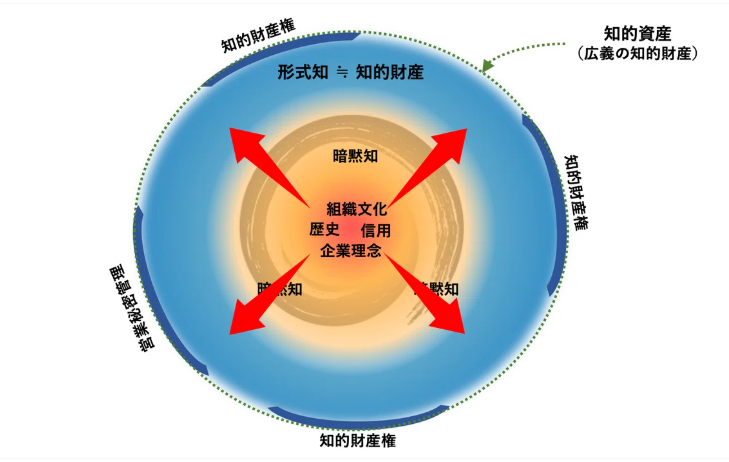 知的財産権
知的資産
（広義の知的財産）
形式知 ≒ 知的財産
暗黙知
知的財産権
組織文化
歴史 信用
企業理念
暗黙知
暗黙知
営業秘密管理
知的財産権